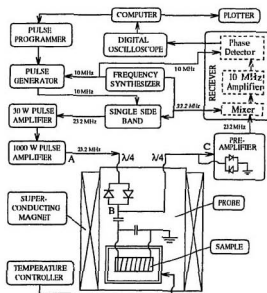 COMPUTER
PLOTTER
PULSE
PROGRAMMER
DIGITAL
OSCILLOSCOPE
Phase
Detector
RECIEVER
PULSE
GENERATOR
10 MHz
FREQUENCY
SYNTHESIZER
10 MHz
10 MHz
Amplifier
10 MHz
SINGLE SIDE
BAND
33.2 MHz
Mixer
30 W PULSE
AMPLIFIER
23.2 MHz
23.2 MHz
1000 W PULSE
AMPLIFIER
A
23.2 MHz
λ/4
λ/4
C
PRE-
AMPLIFIER
B
SUPER-
CONDUCTING
MAGNET
PROBE
SAMPLE
TEMPERATURE
CONTROLLER